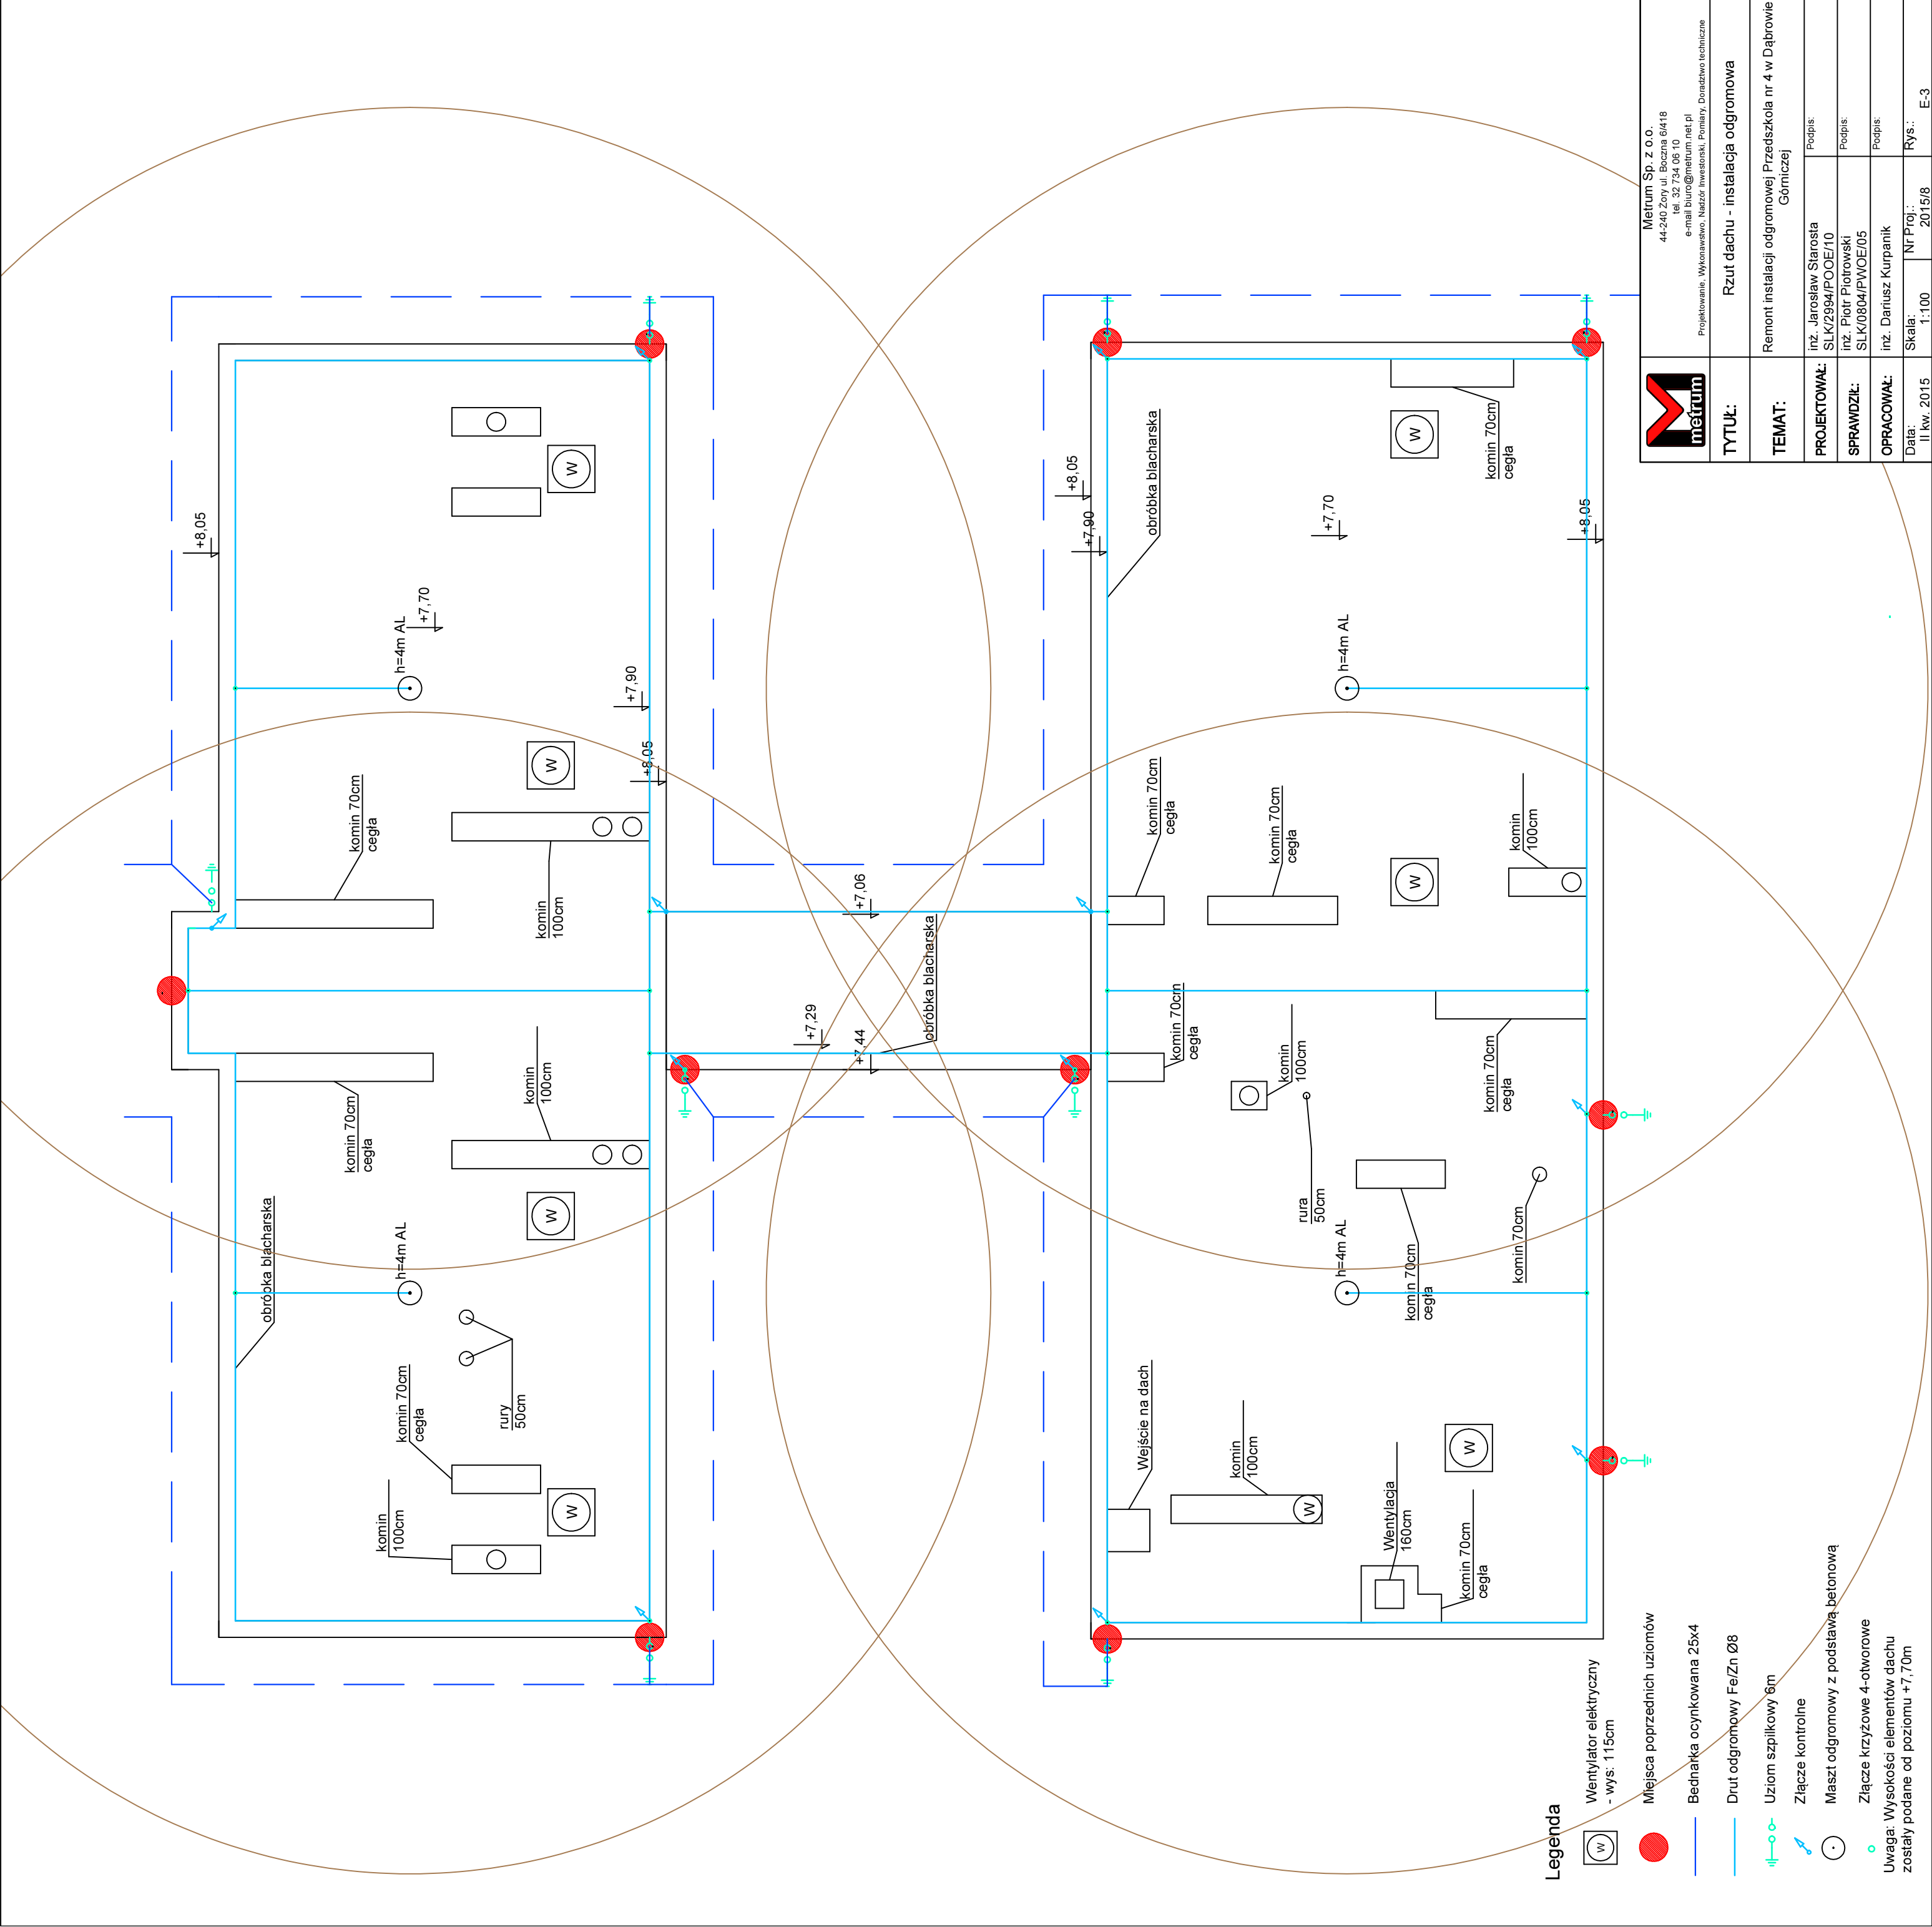 +8,05
+7,70
h=4m AL
+7,90
+8,05
komin 70cm
cegła
komin
100cm
komin
100cm
komin 70cm
cegła
obróbka blacharska
h=4m AL
rury
50cm
komin 70cm
cegła
komin
100cm
W
W
W
W
+7,06
obróbka blacharska
+7,29
+7,44
+8,05
+7,90
obróbka blacharska
+7,70
+8,05
h=4m AL
komin 70cm
cegła
W
komin 70cm
cegła
komin 70cm
cegła
komin
100cm
W
komin 70cm
cegła
komin
100cm
rura
50cm
komin 70cm
cegła
komin 70cm
cegła
komin 70cm
h=4m AL
Wejście na dach
komin
100cm
W
Wentylacja
160cm
W
komin 70cm
cegła
Legenda
W
Wentylator elektryczny
- wys: 115cm
Miejsca poprzednich uziomów
Bednarka ocynkowana 25x4
Drut odgromowy Fe/Zn Ø8
Uziom szpilkowy 6m
Złącze kontrolne
Maszt odgromowy z podstawą betonową
Złącze krzyżowe 4-otworowe
Uwaga: Wysokości elementów dachu
zostały podane od poziomu +7,70m
metrum
Metrum Sp. z o.o.
44-240 Żory ul. Boczna 6/418
tel. 32 734 06 10
e-mail biuro@metrum.net.pl
Projektowanie, Wykonawstwo, Nadzór Inwestorski, Pomiary, Doradztwo techniczne
TYTUŁ:
Rzut dachu - instalacja odgromowa
TEMAT:
Remont instalacji odgromowej Przedszkola nr 4 w Dąbrowie
Górniczej
PROJEKTOWAŁ:
inż. Jarosław Starosta
SLK/2994/POOE/10
Podpis:
SPRAWDZIŁ:
inż. Piotr Piotrowski
SLK/0804/PWOE/05
Podpis:
OPRACOWAŁ:
inż. Dariusz Kurpanik
Podpis:
Data:
II kw. 2015
Skala:
1:100
Nr Proj.:
2015/8
Rys.:
E-3